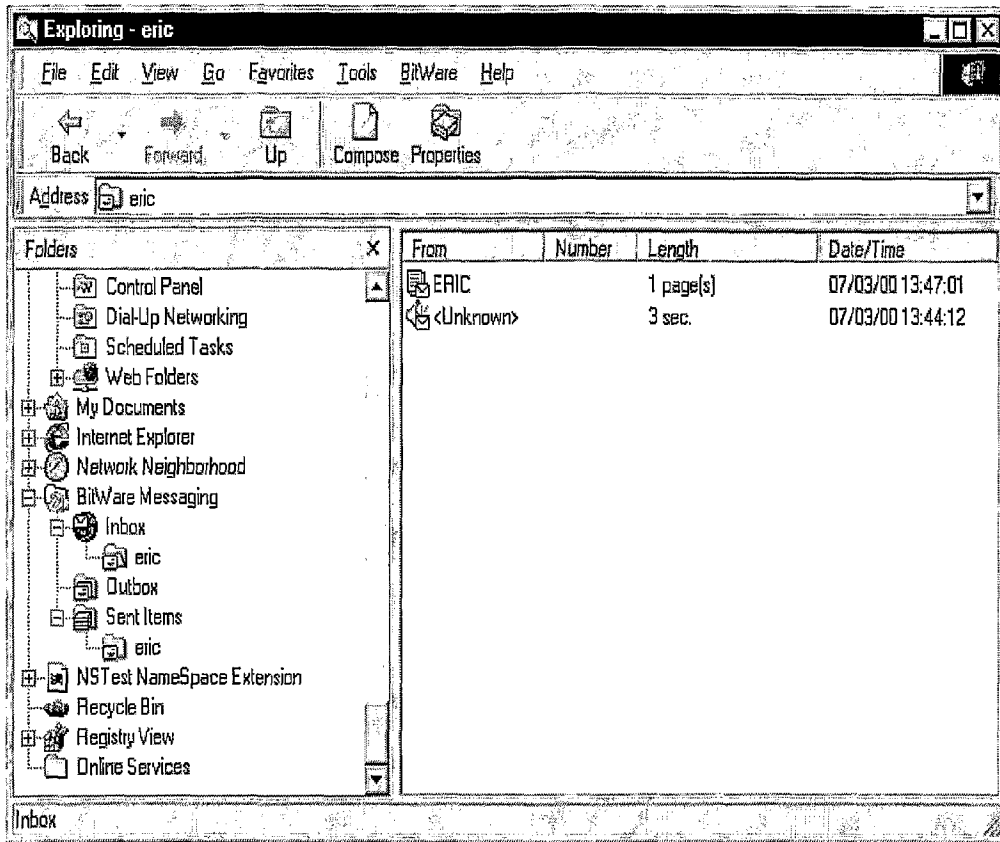 Exploring - eric
File Edit View Go Favorites Tools BitWare Help
Back Forward Up Compose Properties
Address eric
Folders
Control Panel
Dial-Up Networking
Scheduled Tasks
Web Folders
My Documents
Internet Explorer
Network Neighborhood
BitWare Messaging
Inbox
eric
Outbox
Sent Items
eric
NSTest NameSpace Extension
Recycle Bin
Registry View
Online Services
From Number Length Date/Time
ERIC 1 page(s) 07/03/00 13:47:01
<Unknown> 3 sec. 07/03/00 13:44:12
Inbox